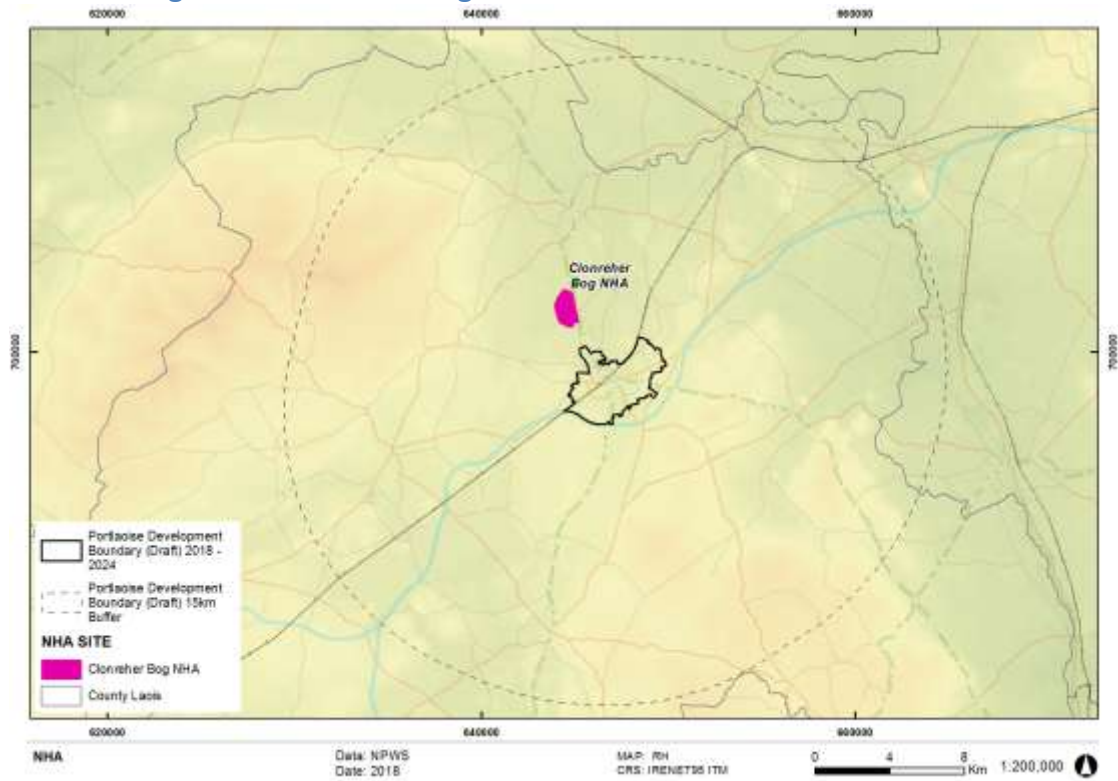 620000 640000 660000
700000
700000
Clonreher
Bog NHA
Portlaoise Development
Boundary (Draft) 2018 -
2024
Portlaoise Development
Boundary (Draft) 15km
Buffer
NHA SITE
Clonreher Bog NHA
County Laois
620000 640000 660000
NHA
Data: NPWS
Date: 2018
MAP: RH
CRS: IRENET95 ITM
0 4 8
Km
1:200,000